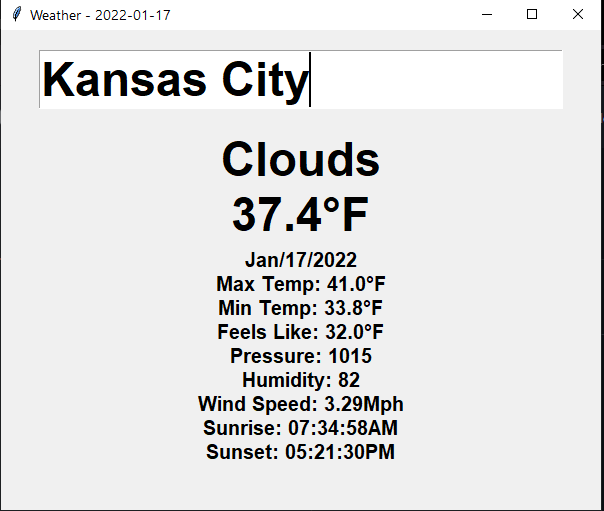 Weather - 2022-01-17
Kansas City
Clouds
37.4°F
Jan/17/2022
Max Temp: 41.0°F
Min Temp: 33.8°F
Feels Like: 32.0°F
Pressure: 1015
Humidity: 82
Wind Speed: 3.29Mph
Sunrise: 07:34:58AM
Sunset: 05:21:30PM